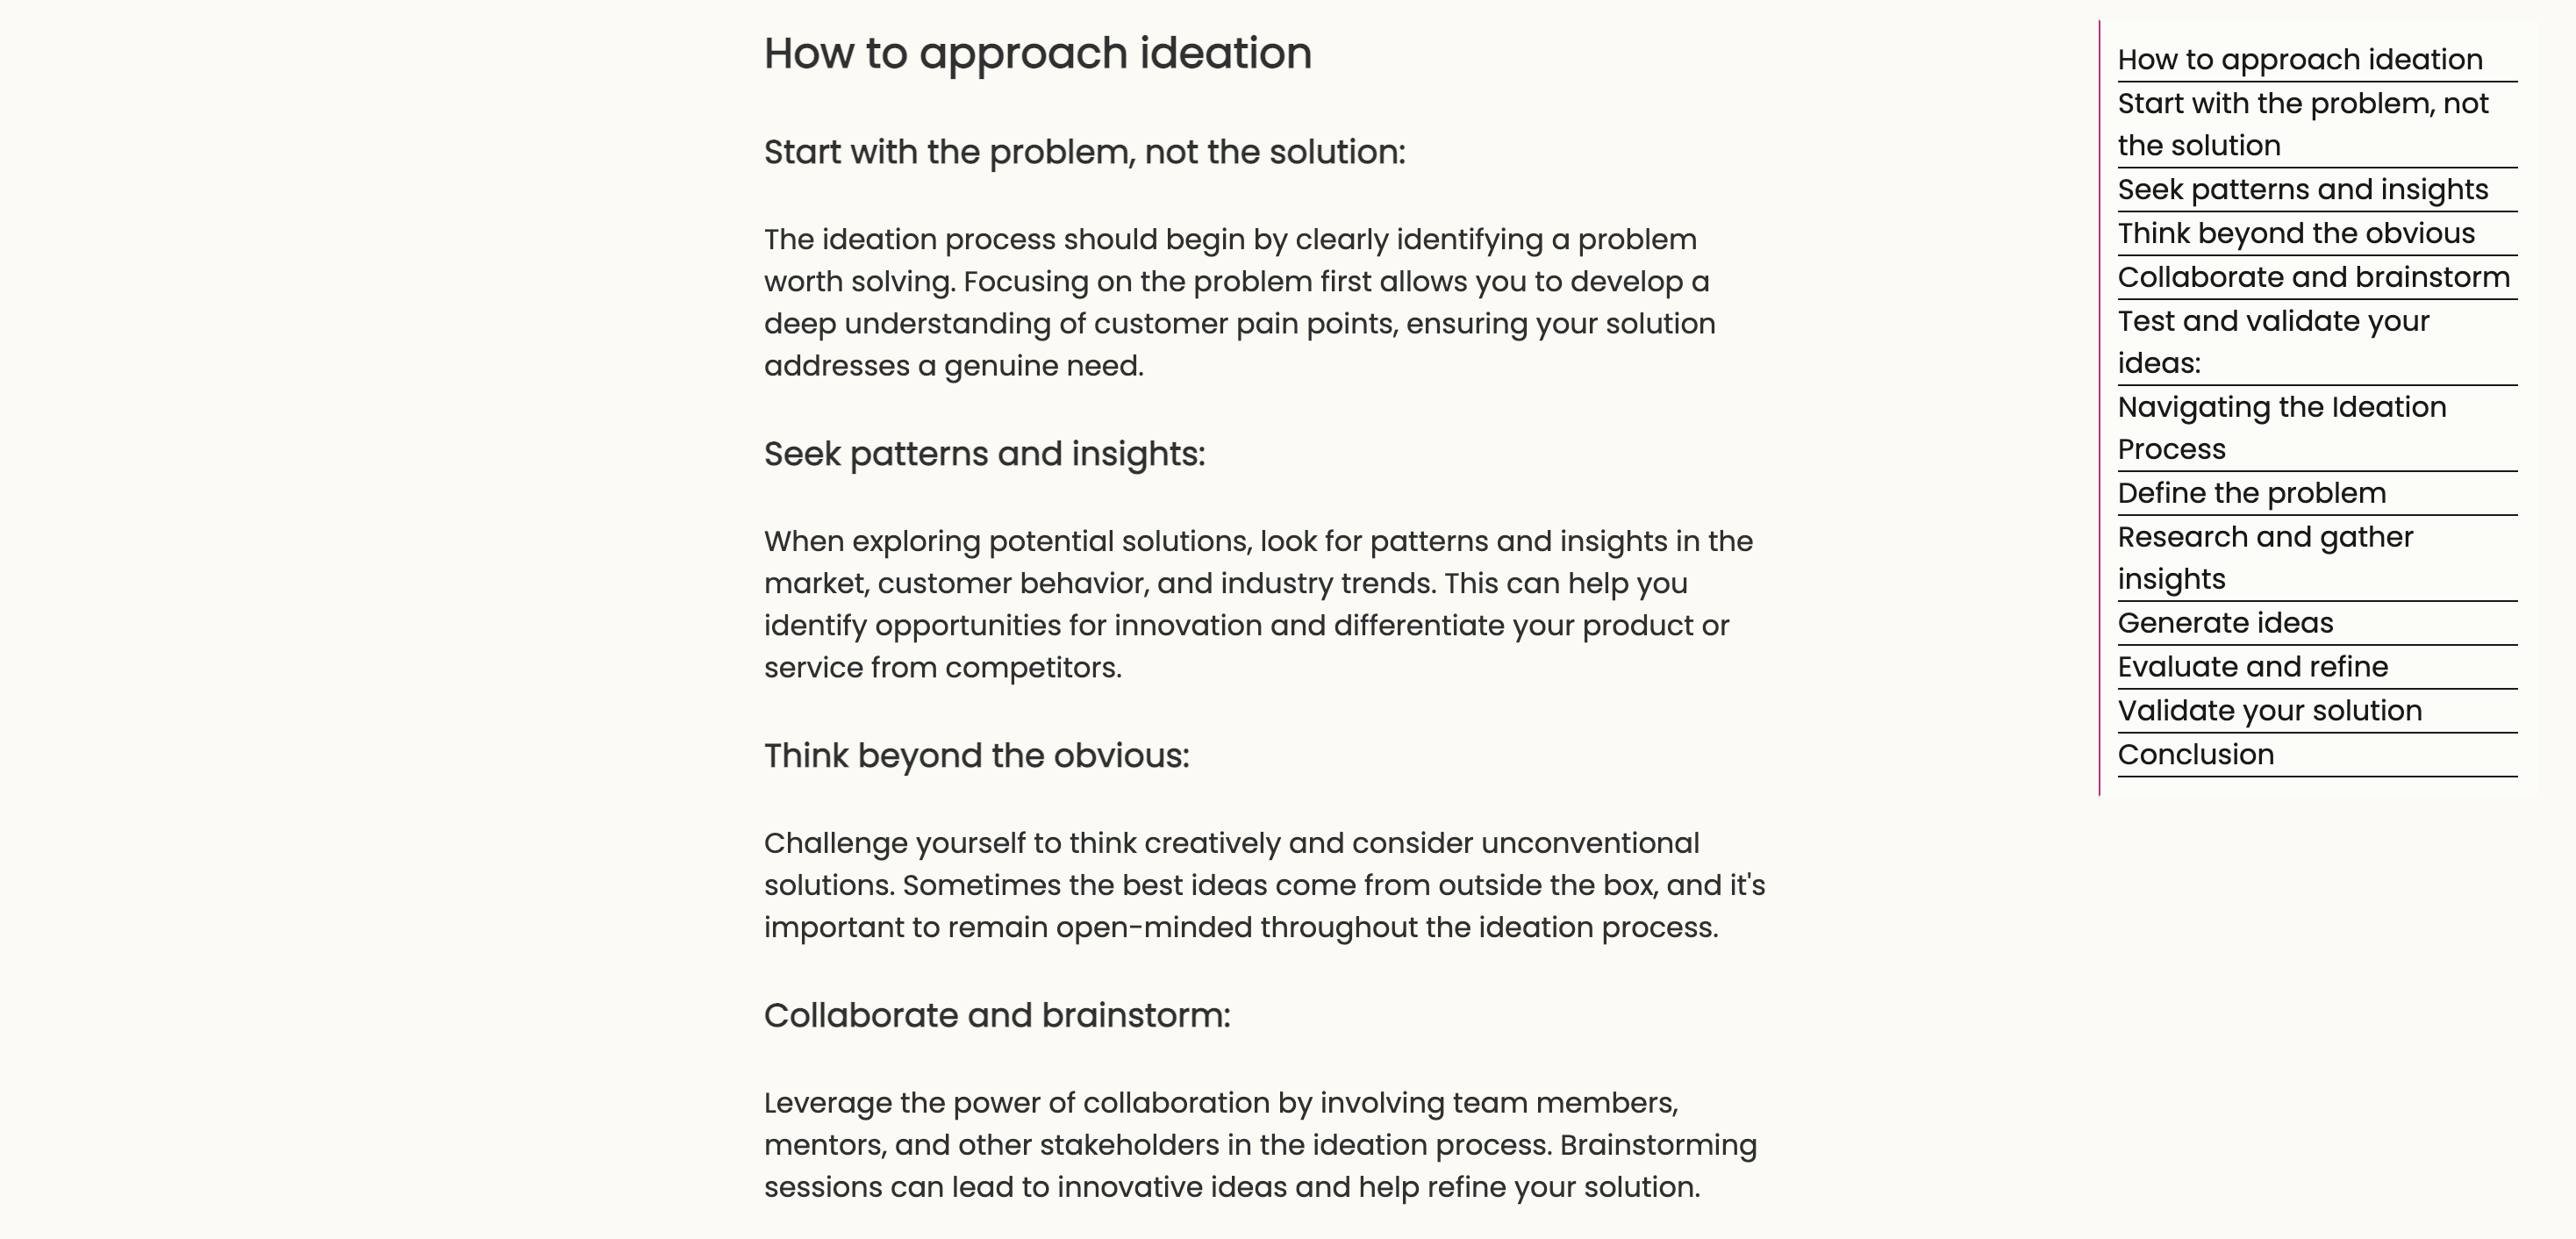 How to approach ideation
Start with the problem, not the solution:
The ideation process should begin by clearly identifying a problem
worth solving. Focusing on the problem first allows you to develop a
deep understanding of customer pain points, ensuring your solution
addresses a genuine need.
Seek patterns and insights:
When exploring potential solutions, look for patterns and insights in the
market, customer behavior, and industry trends. This can help you
identify opportunities for innovation and differentiate your product or
service from competitors.
Think beyond the obvious:
Challenge yourself to think creatively and consider unconventional
solutions. Sometimes the best ideas come from outside the box, and it's
important to remain open-minded throughout the ideation process.
Collaborate and brainstorm:
Leverage the power of collaboration by involving team members,
mentors, and other stakeholders in the ideation process. Brainstorming
sessions can lead to innovative ideas and help refine your solution.
How to approach ideation
Start with the problem, not
the solution
Seek patterns and insights
Think beyond the obvious
Collaborate and brainstorm
Test and validate your
ideas:
Navigating the Ideation
Process
Define the problem
Research and gather
insights
Generate ideas
Evaluate and refine
Validate your solution
Conclusion